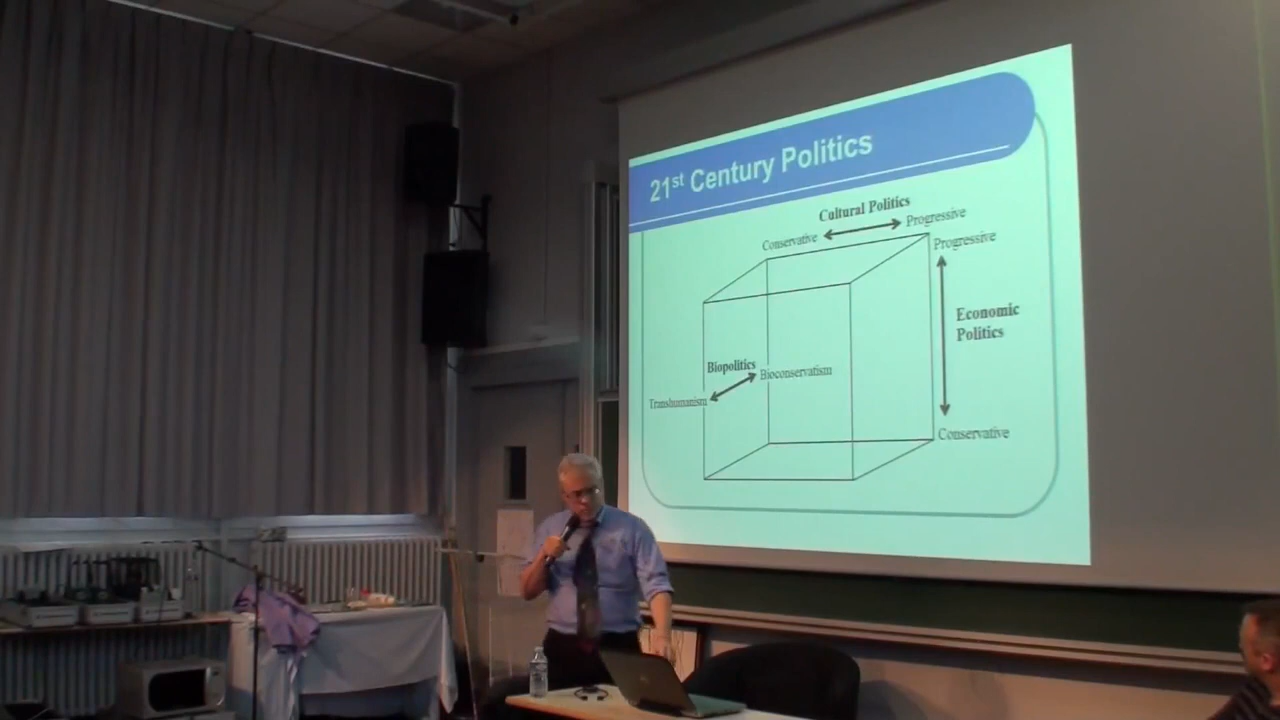 21st Century Politics
Cultural Politics
Conservative
Progressive
Progressive
Economic
Politics
Biopolitics
Bioconservatism
Transhumanism
Conservative